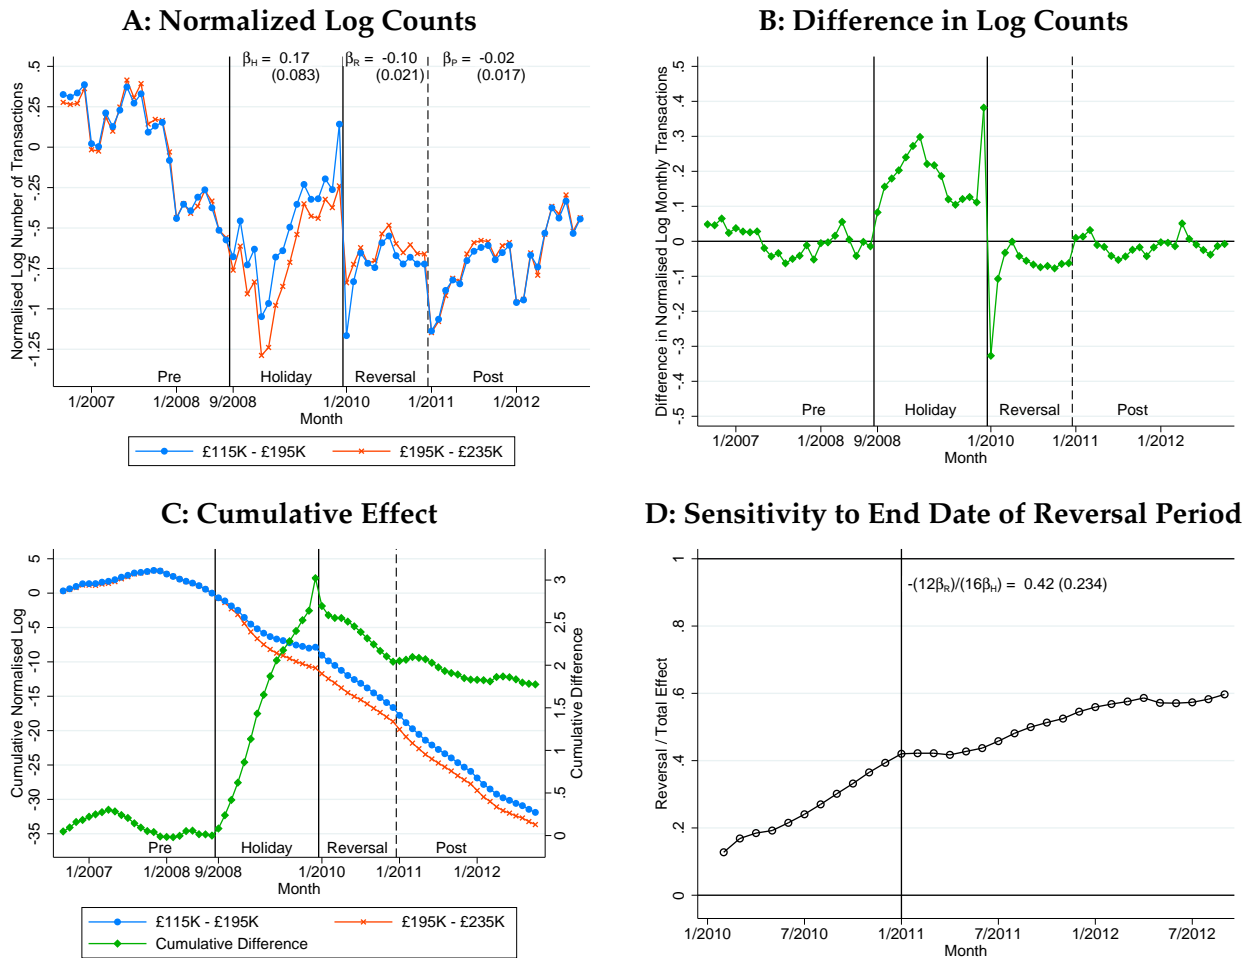 A: Normalized Log Counts
β_H = 0.17
(0.083)
β_R = -0.10
(0.021)
β_P = -0.02
(0.017)
Normalised Log Number of Transactions
.5
.25
0
-.25
-.5
-.75
-1
-1.25
Pre
Holiday
Reversal
Post
1/2007
1/2008
9/2008
1/2010
1/2011
1/2012
Month
£115K - £195K
£195K - £235K
B: Difference in Log Counts
Difference in Normalised Log Monthly Transactions
.5
.4
.3
.2
.1
0
-.1
-.2
-.3
-.4
-.5
Pre
Holiday
Reversal
Post
1/2007
1/2008
9/2008
1/2010
1/2011
1/2012
Month
C: Cumulative Effect
Cumulative Normalised Log
5
0
-5
-10
-15
-20
-25
-30
-35
Cumulative Difference
3
2.5
2
1.5
1
.5
0
Pre
Holiday
Reversal
Post
1/2007
1/2008
9/2008
1/2010
1/2011
1/2012
Month
£115K - £195K
£195K - £235K
Cumulative Difference
D: Sensitivity to End Date of Reversal Period
-(12β_R)/(16β_H) = 0.42 (0.234)
Reversal / Total Effect
1
.8
.6
.4
.2
0
1/2010
7/2010
1/2011
7/2011
1/2012
7/2012
Month